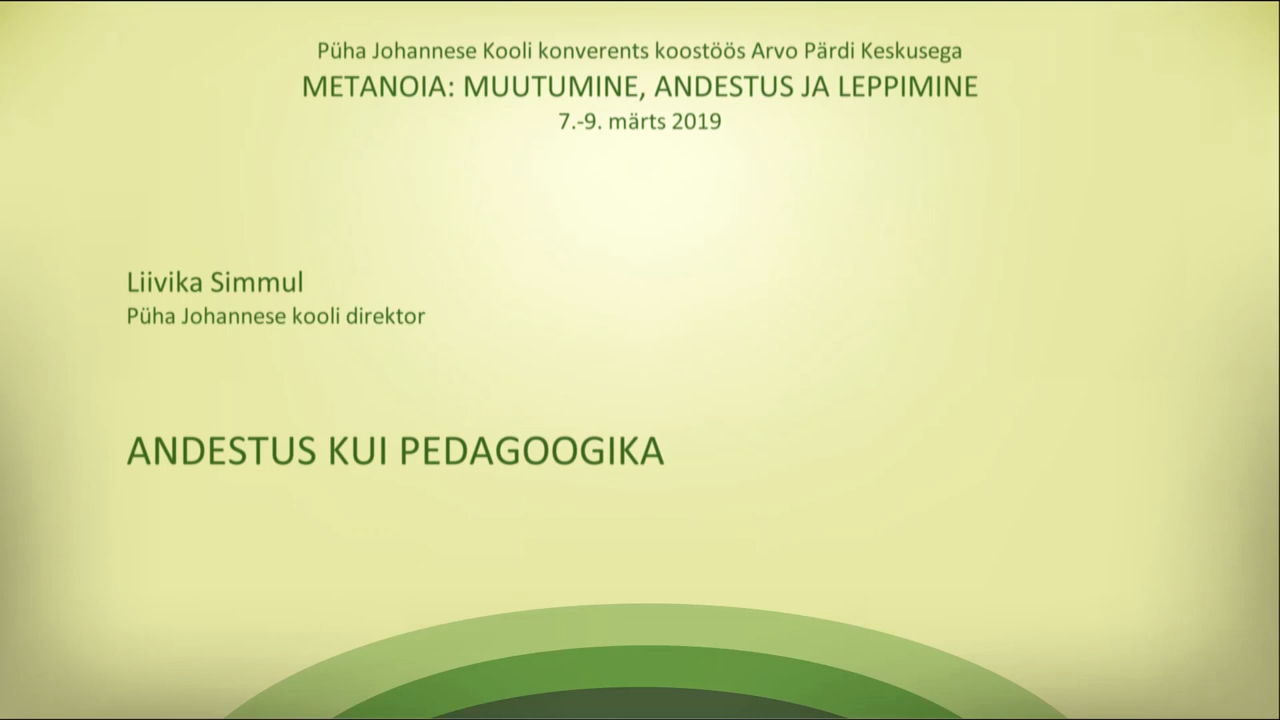 Püha Johannese Kooli konverents koostöös Arvo Pärdi Keskusega
METANOIA: MUUTUMINE, ANDESTUS JA LEPPIMINE
7.-9. märts 2019
Liivika Simmul
Püha Johannese kooli direktor
ANDESTUS KUI PEDAGOOGIKA